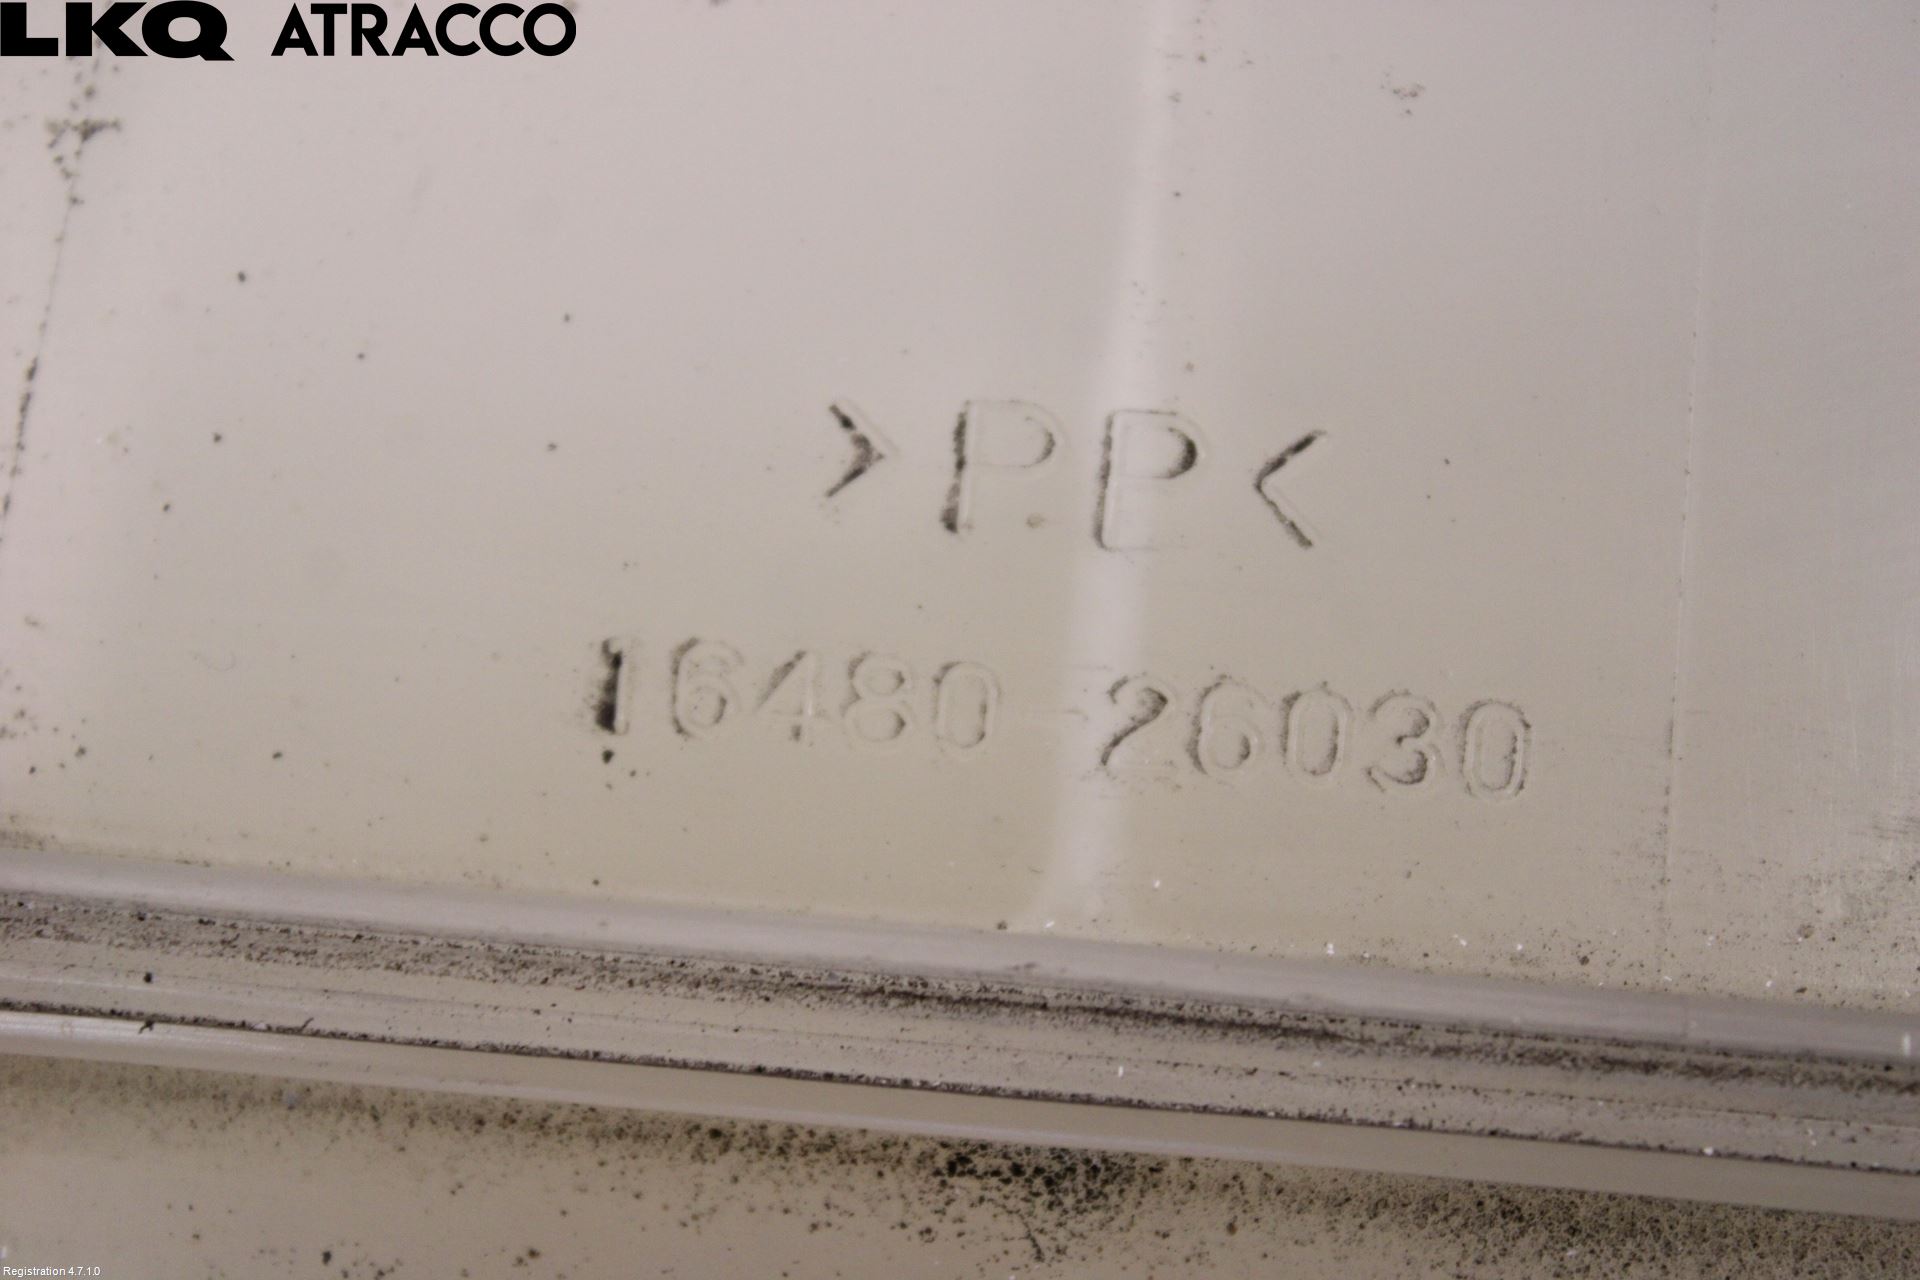 LKQ ATRACCO
>PP<
16480-26030
Registration 4.7.1.0